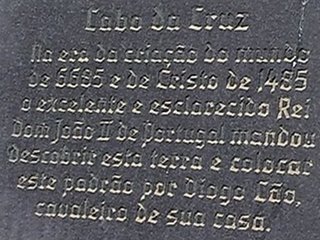 Cabo da Cruz
Na era da criação do mundo
de 6685 e de Cristo de 1485
o excelente e esclarecido Rei
Dom João II de Portugal mandou
descobrir esta terra e colocar
este padrão por Diogo Cão,
cavaleiro de sua casa.